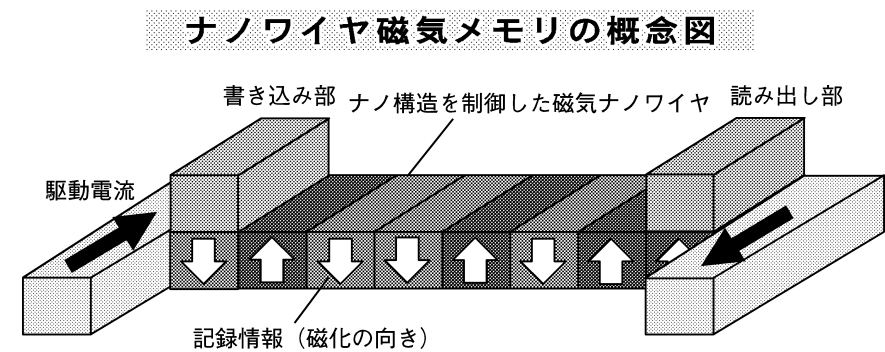 ナノワイヤ磁気メモリの概念図
書き込み部
ナノ構造を制御した磁気ナノワイヤ
読み出し部
駆動電流
記録情報（磁化の向き）